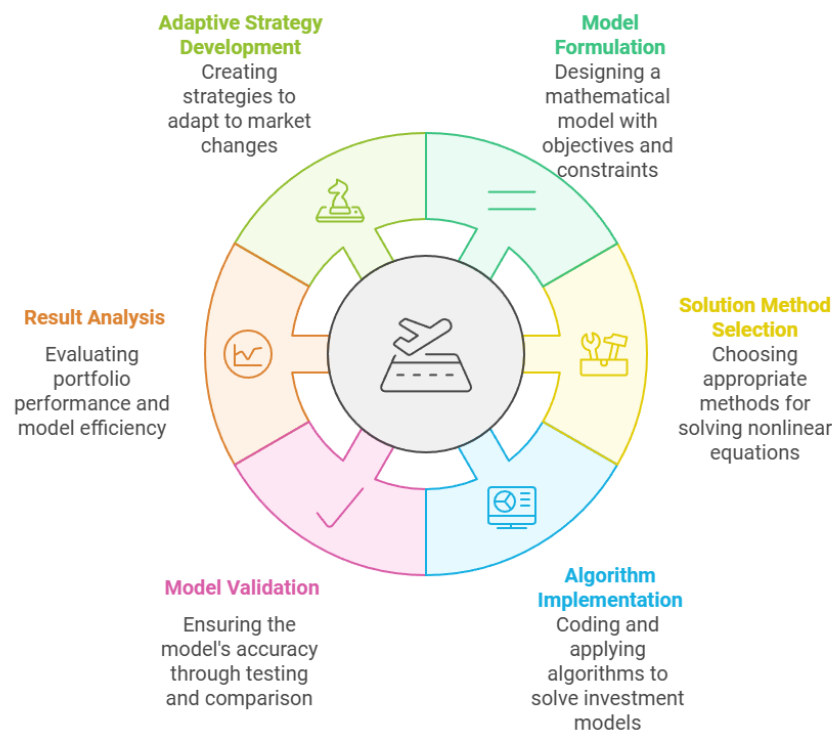 Adaptive Strategy
Development
Creating
strategies to
adapt to market
changes
Model
Formulation
Designing a
mathematical
model with
objectives and
constraints
Solution Method
Selection
Choosing
appropriate
methods for
solving nonlinear
equations
Algorithm
Implementation
Coding and
applying
algorithms to
solve investment
models
Model Validation
Ensuring the
model's accuracy
through testing
and comparison
Result Analysis
Evaluating
portfolio
performance and
model efficiency